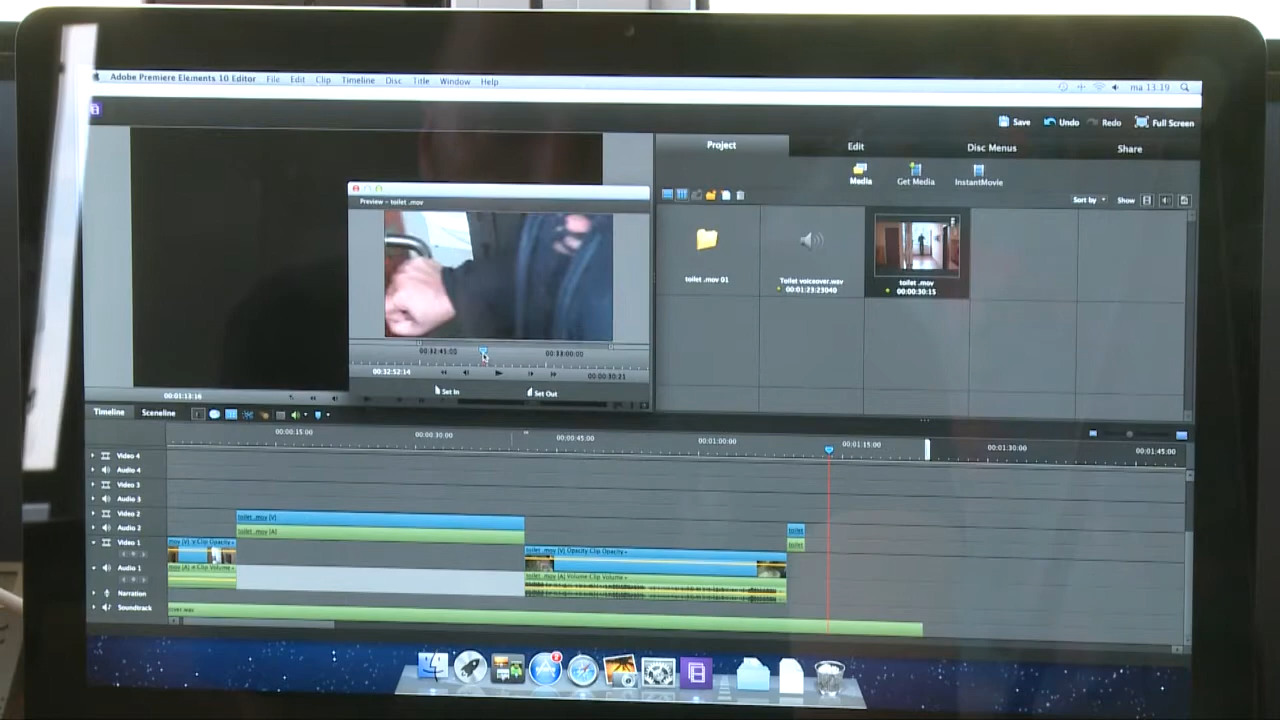 Adobe Premiere Elements 10 Editor File Edit Clip Timeline Disc Title Window Help ma 13:19
Save Undo Redo Full Screen
Project Edit Disc Menus Share
Media Get Media InstantMovie
Preview - toilet .mov
Sort by Show
toilet .mov 01
Toilet voiceover.wav
00:01:23:23040
toilet .mov
00:00:30:15
00:32:45:00 00:33:00:00
00:32:52:14 00:00:30:21
Set In Set Out
00:01:13:16
Timeline Sceneline
00:00:15:00 00:00:30:00 00:00:45:00 00:01:00:00 00:01:15:00 00:01:30:00 00:01:45:00
Video 4
Audio 4
Video 3
Audio 3
Video 2 toilet .mov [V]
Audio 2 toilet .mov [A]
toilet
toilet
Video 1 .mov [V] Opacity:Clip Opacity
toilet .mov [V] Opacity:Clip Opacity
Audio 1 .mov [A] Volume
toilet .mov [A] Volume:Clip Volume
Narration
Soundtrack over.wav